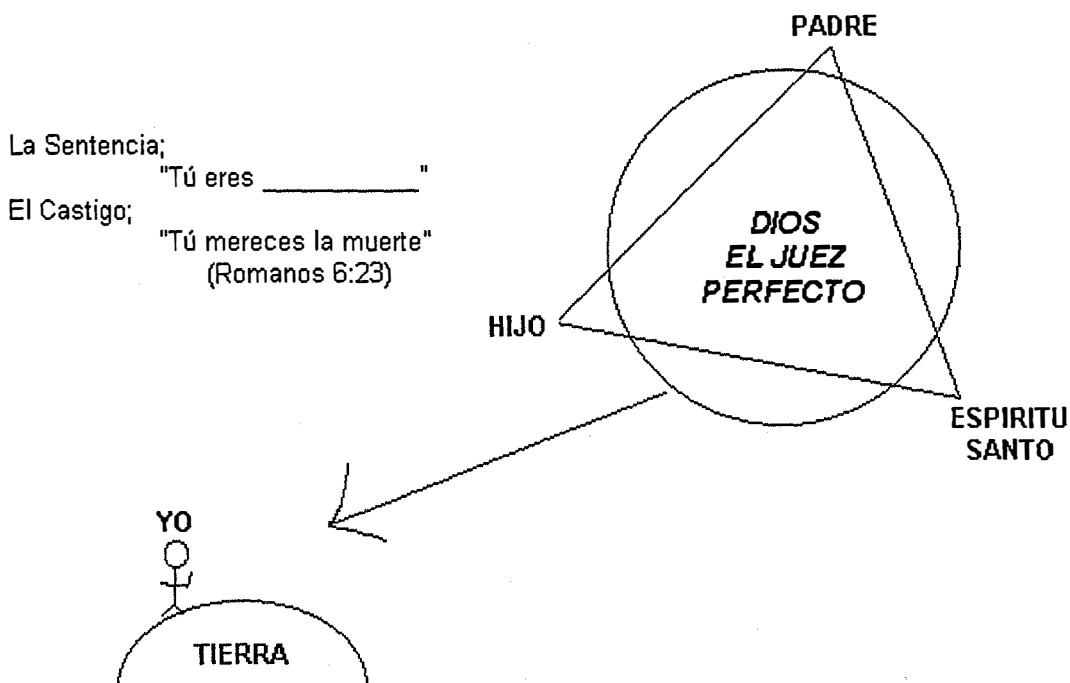 PADRE
La Sentencia;
"Tú eres ____________"
El Castigo;
"Tú mereces la muerte"
(Romanos 6:23)
DIOS
EL JUEZ
PERFECTO
HIJO
ESPIRITU
SANTO
YO
TIERRA